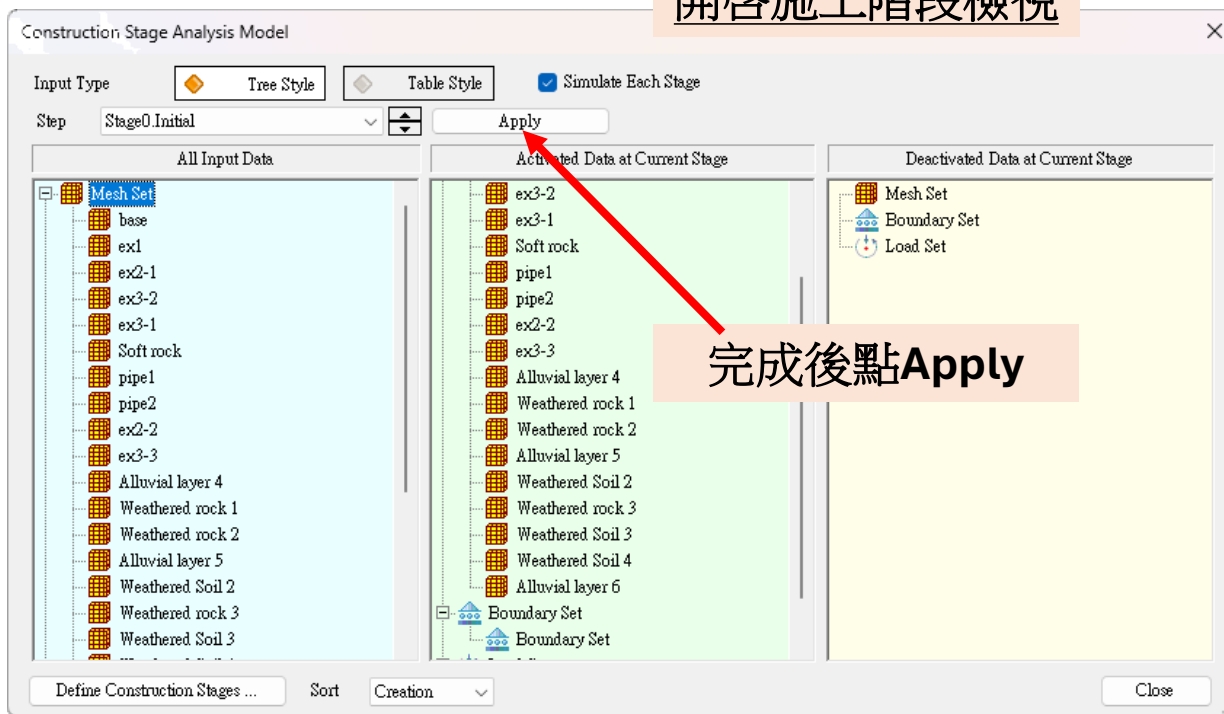 開啓施工階段檢視
Construction Stage Analysis Model
Input Type
Tree Style
Table Style
Simulate Each Stage
Step
Stage0.Initial
Apply
All Input Data
Activated Data at Current Stage
Deactivated Data at Current Stage
Mesh Set
base
ex1
ex2-1
ex3-2
ex3-1
Soft rock
pipe1
pipe2
ex2-2
ex3-3
Alluvial layer 4
Weathered rock 1
Weathered rock 2
Alluvial layer 5
Weathered Soil 2
Weathered rock 3
Weathered Soil 3
ex3-2
ex3-1
Soft rock
pipe1
pipe2
ex2-2
ex3-3
Alluvial layer 4
Weathered rock 1
Weathered rock 2
Alluvial layer 5
Weathered Soil 2
Weathered rock 3
Weathered Soil 3
Weathered Soil 4
Alluvial layer 6
Boundary Set
Boundary Set
Mesh Set
Boundary Set
Load Set
完成後點Apply
Define Construction Stages ...
Sort
Creation
Close